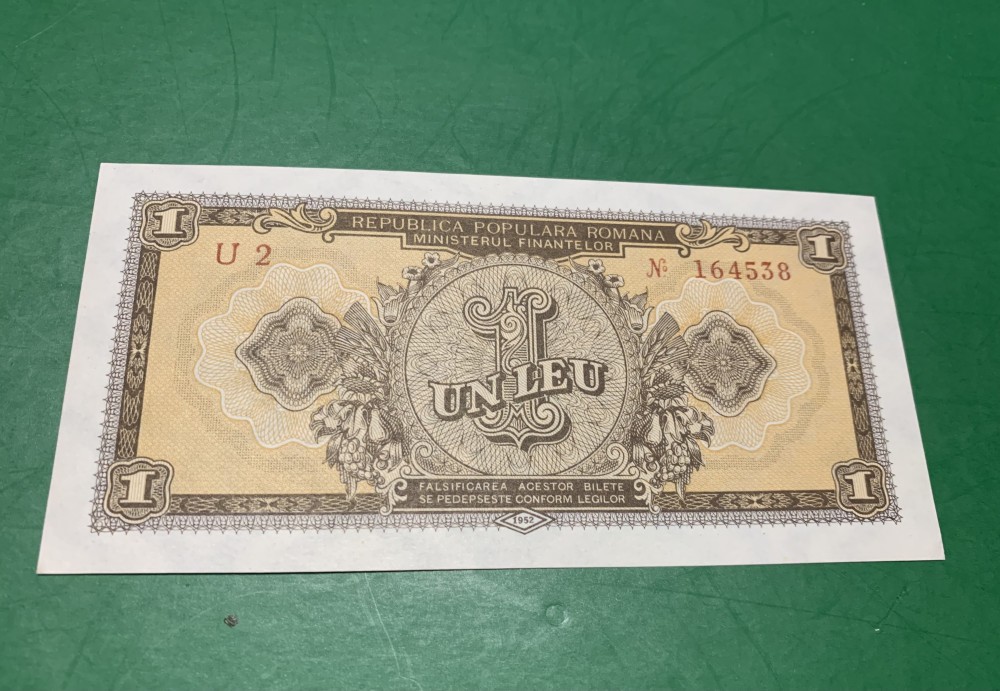 1
REPUBLICA POPULARA ROMANA
1
MINISTERUL FINANTELOR
U 2
№ 164538
1
UN LEU
1
FALSIFICAREA ACESTOR BILETE
SE PEDEPSESTE CONFORM LEGILOR
1
1952